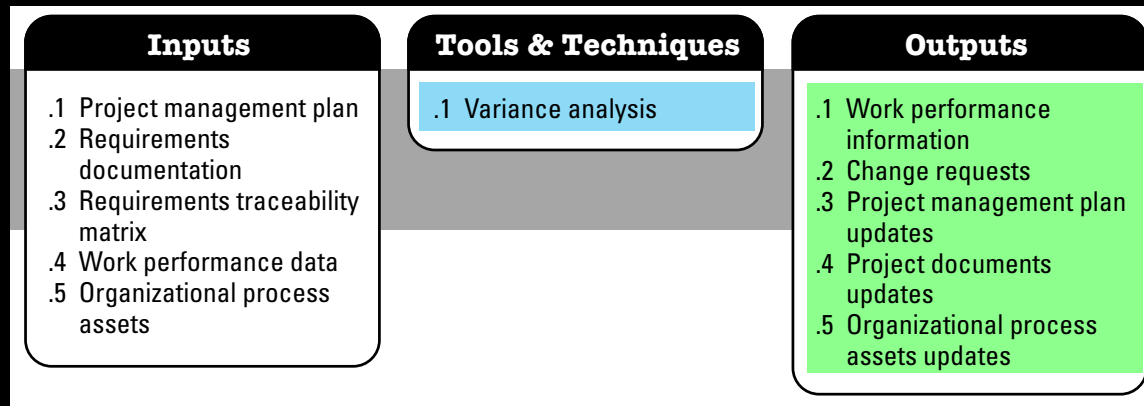 Inputs
.1 Project management plan
.2 Requirements
documentation
.3 Requirements traceability
matrix
.4 Work performance data
.5 Organizational process
assets
Tools & Techniques
.1 Variance analysis
Outputs
.1 Work performance
information
.2 Change requests
.3 Project management plan
updates
.4 Project documents
updates
.5 Organizational process
assets updates